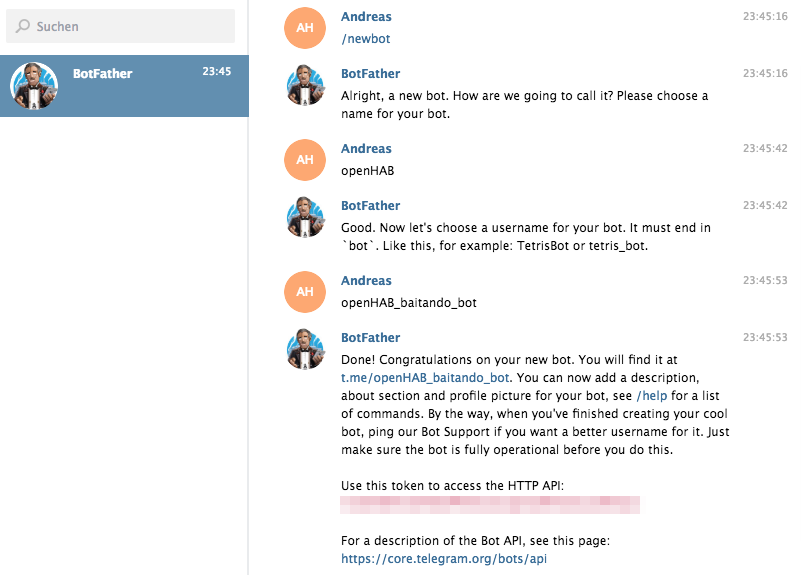 Suchen
BotFather 23:45
AH
Andreas 23:45:16
/newbot
BotFather 23:45:16
Alright, a new bot. How are we going to call it? Please choose a
name for your bot.
AH
Andreas 23:45:42
openHAB
BotFather 23:45:42
Good. Now let's choose a username for your bot. It must end in
`bot`. Like this, for example: TetrisBot or tetris_bot.
AH
Andreas 23:45:53
openHAB_baitando_bot
BotFather 23:45:53
Done! Congratulations on your new bot. You will find it at
t.me/openHAB_baitando_bot. You can now add a description,
about section and profile picture for your bot, see /help for a list
of commands. By the way, when you've finished creating your cool
bot, ping our Bot Support if you want a better username for it. Just
make sure the bot is fully operational before you do this.
Use this token to access the HTTP API:
For a description of the Bot API, see this page:
https://core.telegram.org/bots/api